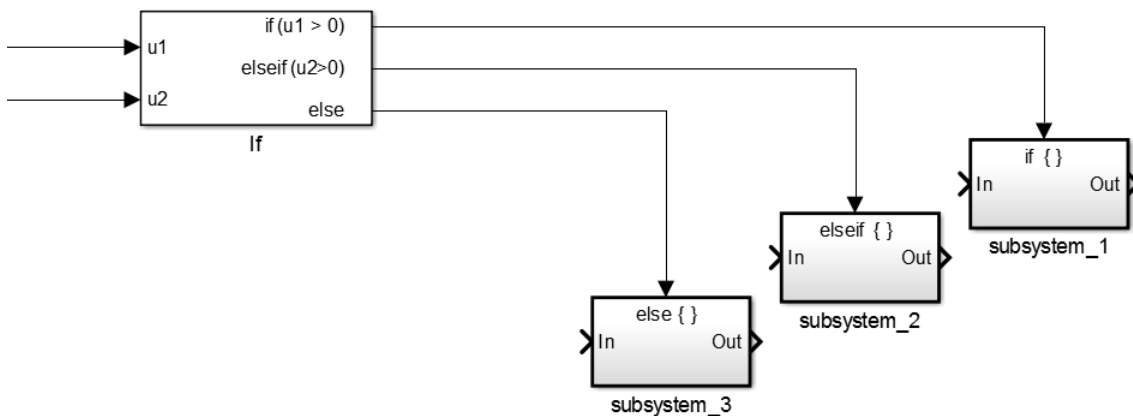 if (u1 > 0)
u1
elseif (u2>0)
u2
else
If
if { }
In
Out
subsystem_1
elseif { }
In
Out
subsystem_2
else { }
In
Out
subsystem_3